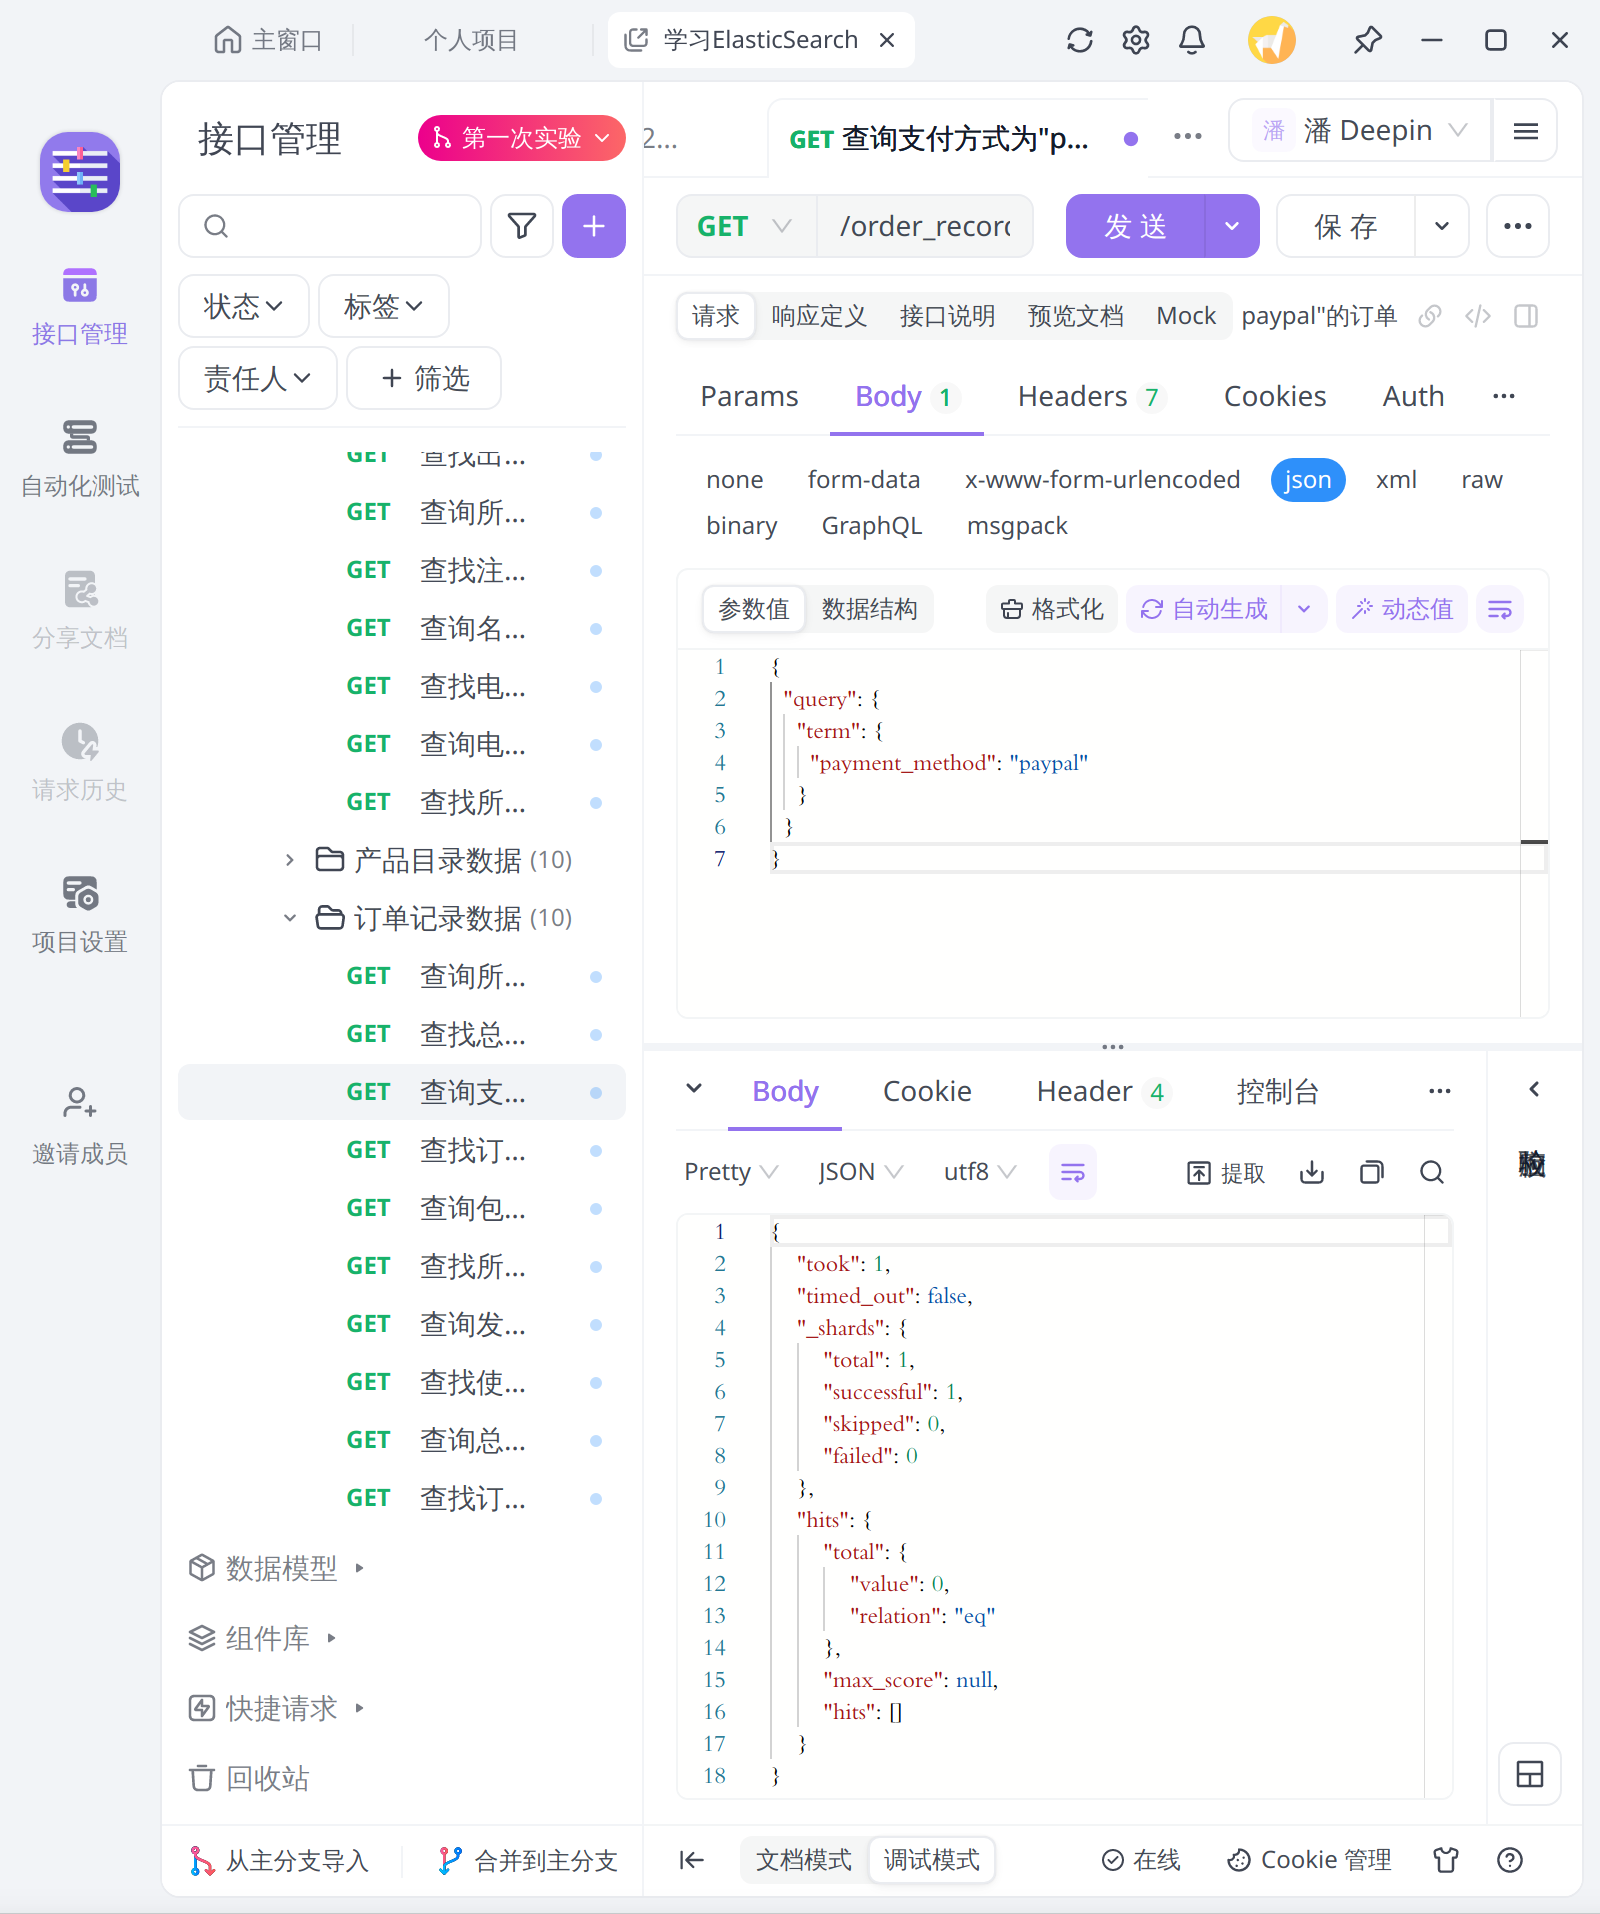 主窗口
个人项目
学习ElasticSearch
接口管理
自动化测试
分享文档
请求历史
项目设置
邀请成员
接口管理
第一次实验
状态
标签
责任人
筛选
GET 查找出...
GET 查询所...
GET 查找注...
GET 查询名...
GET 查找电...
GET 查询电...
GET 查找所...
产品目录数据 (10)
订单记录数据 (10)
GET 查询所...
GET 查找总...
GET 查询支...
GET 查找订...
GET 查询包...
GET 查找所...
GET 查询发...
GET 查找使...
GET 查询总...
GET 查找订...
数据模型
组件库
快捷请求
回收站
从主分支导入
合并到主分支
2...
GET 查询支付方式为"p...
潘 潘 Deepin
GET /order_record
发 送
保 存
请求 响应定义 接口说明 预览文档 Mock paypal"的订单
Params Body 1 Headers 7 Cookies Auth
none form-data x-www-form-urlencoded json xml raw
binary GraphQL msgpack
参数值 数据结构 格式化 自动生成 动态值
1 {
2 "query": {
3 "term": {
4 "payment_method": "paypal"
5 }
6 }
7 }
Body Cookie Header 4 控制台
Pretty JSON utf8 提取
1 {
2 "took": 1,
3 "timed_out": false,
4 "_shards": {
5 "total": 1,
6 "successful": 1,
7 "skipped": 0,
8 "failed": 0
9 },
10 "hits": {
11 "total": {
12 "value": 0,
13 "relation": "eq"
14 },
15 "max_score": null,
16 "hits": []
17 }
18 }
文档模式 调试模式
在线
Cookie 管理